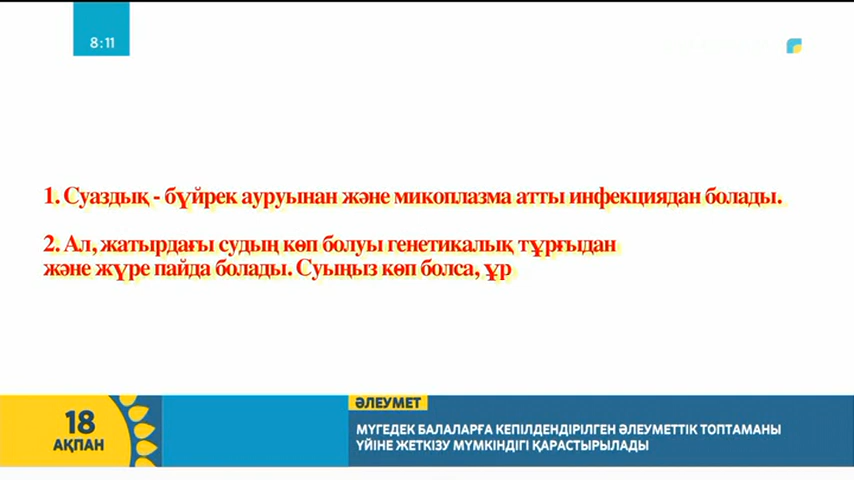 8:11
1. Суаздық - бүйрек ауруынан және микоплазма атты инфекциядан болады.
2. Ал, жатырдағы судың көп болуы генетикалық тұрғыдан
және жүре пайда болады. Суыңыз көп болса, ұр
18
АҚПАН
ӘЛЕУМЕТ
МҮГЕДЕК БАЛАЛАРҒА КЕПІЛДЕНДІРІЛГЕН ӘЛЕУМЕТТІК ТОПТАМАНЫ
ҮЙІНЕ ЖЕТКІЗУ МҮМКІНДІГІ ҚАРАСТЫРЫЛАДЫ